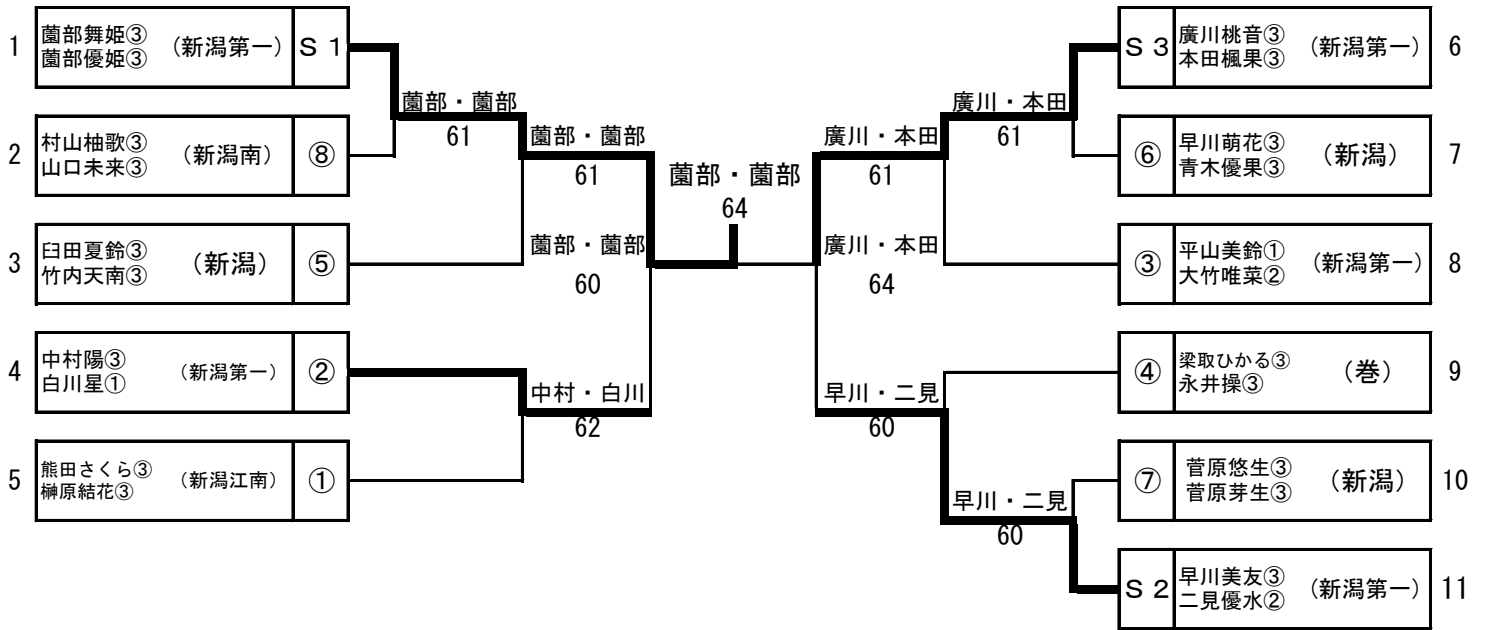 1
薗部舞姫③
薗部優姫③
(新潟第一)
S 1
2
村山柚歌③
山口未来③
(新潟南)
⑧
3
臼田夏鈴③
竹内天南③
(新潟)
⑤
4
中村陽③
白川星①
(新潟第一)
②
5
熊田さくら③
榊原結花③
(新潟江南)
①
薗部・薗部
61
薗部・薗部
61
薗部・薗部
60
中村・白川
62
薗部・薗部
64
廣川・本田
61
廣川・本田
64
早川・二見
60
廣川・本田
61
早川・二見
60
S 3
廣川桃音③
本田楓果③
(新潟第一)
6
⑥
早川萌花③
青木優果③
(新潟)
7
③
平山美鈴①
大竹唯菜②
(新潟第一)
8
④
梁取ひかる③
永井操③
(巻)
9
⑦
菅原悠生③
菅原芽生③
(新潟)
10
S 2
早川美友③
二見優水②
(新潟第一)
11